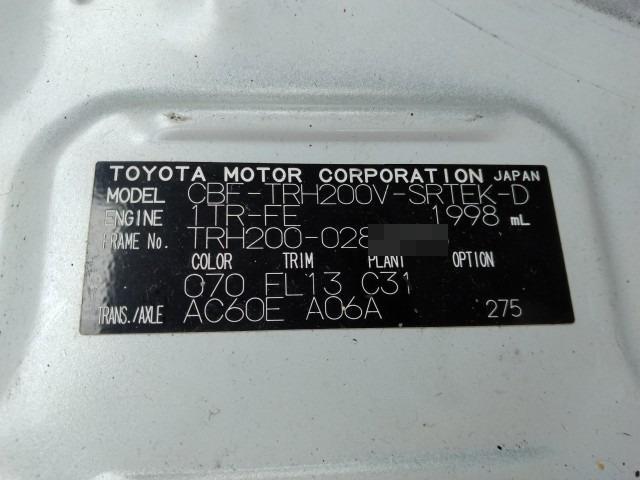 TOYOTA MOTOR CORPORATION JAPAN
MODEL CBF-TRH200V-SRTEK-D
ENGINE 1TR-FE 1998 mL
FRAME No. TRH200-028
COLOR TRIM PLANT OPTION
070 FL13 C31
TRANS./AXLE AC60E A06A 275